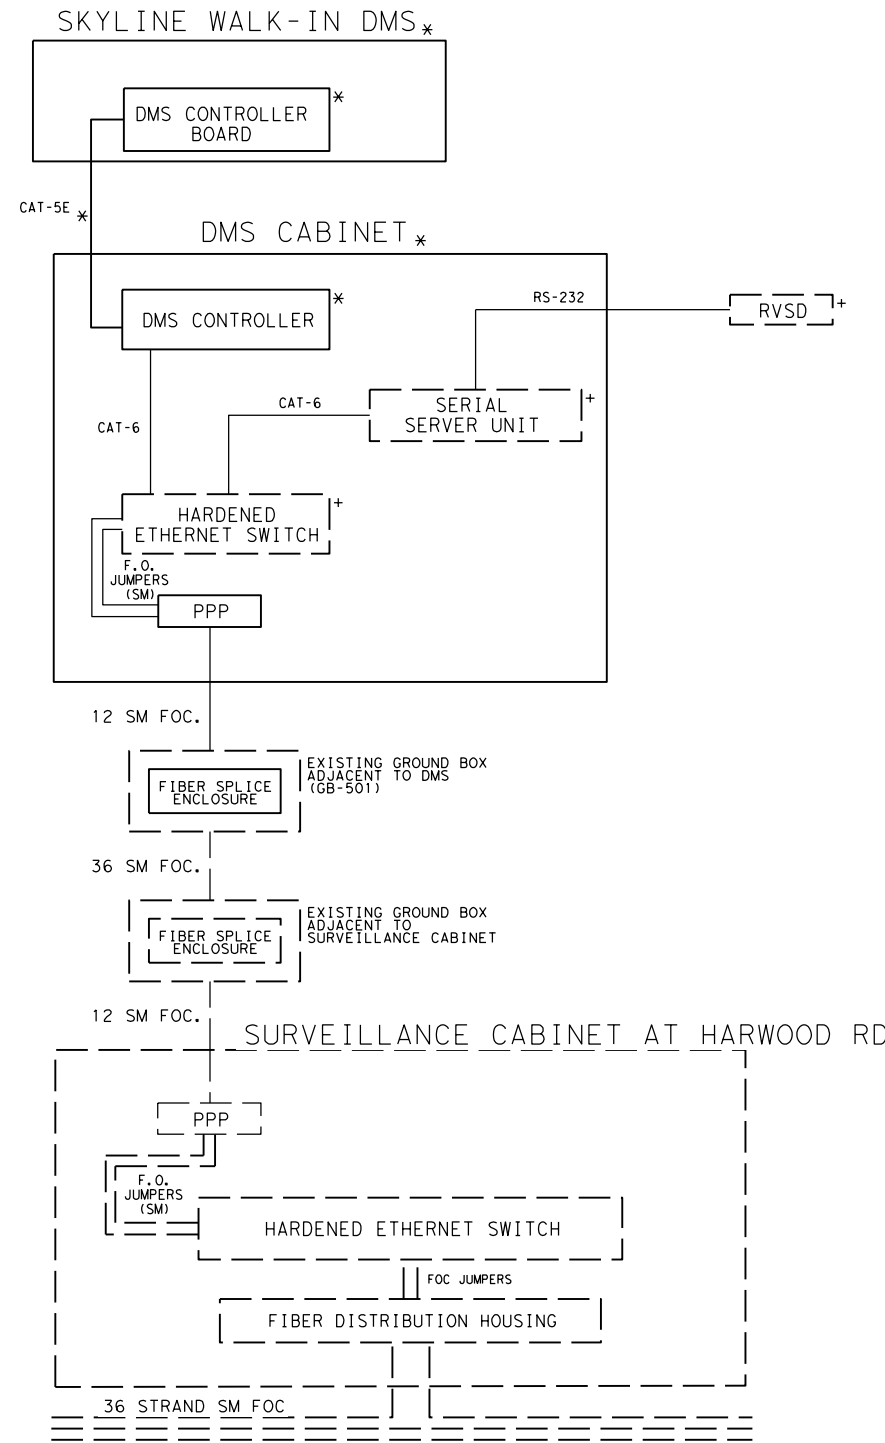 SKYLINE WALK-IN DMS*
DMS CONTROLLER
BOARD
*
CAT-5E *
DMS CABINET*
DMS CONTROLLER
*
RS-232
RVSD
+
CAT-6
SERIAL
SERVER UNIT
+
CAT-6
HARDENED
ETHERNET SWITCH
+
F.O.
JUMPERS
(SM)
PPP
12 SM FOC.
FIBER SPLICE
ENCLOSURE
EXISTING GROUND BOX
ADJACENT TO DMS
(GB-501)
36 SM FOC.
FIBER SPLICE
ENCLOSURE
EXISTING GROUND BOX
ADJACENT TO
SURVEILLANCE CABINET
12 SM FOC.
SURVEILLANCE CABINET AT HARWOOD RD
PPP
F.O.
JUMPERS
(SM)
HARDENED ETHERNET SWITCH
FOC JUMPERS
FIBER DISTRIBUTION HOUSING
36 STRAND SM FOC